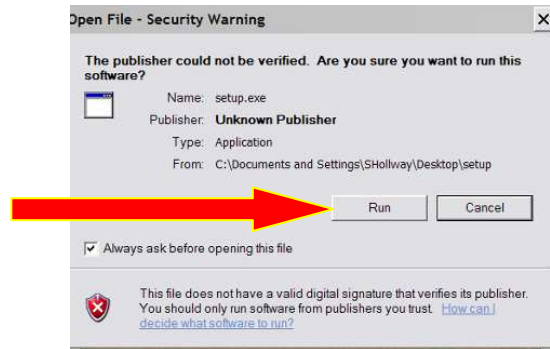 Open File - Security Warning
The publisher could not be verified. Are you sure you want to run this
software?
Name: setup.exe
Publisher: Unknown Publisher
Type: Application
From: C:\Documents and Settings\SHollway\Desktop\setup
Run Cancel
Always ask before opening this file
This file does not have a valid digital signature that verifies its publisher.
You should only run software from publishers you trust. How can I
decide what software to run?